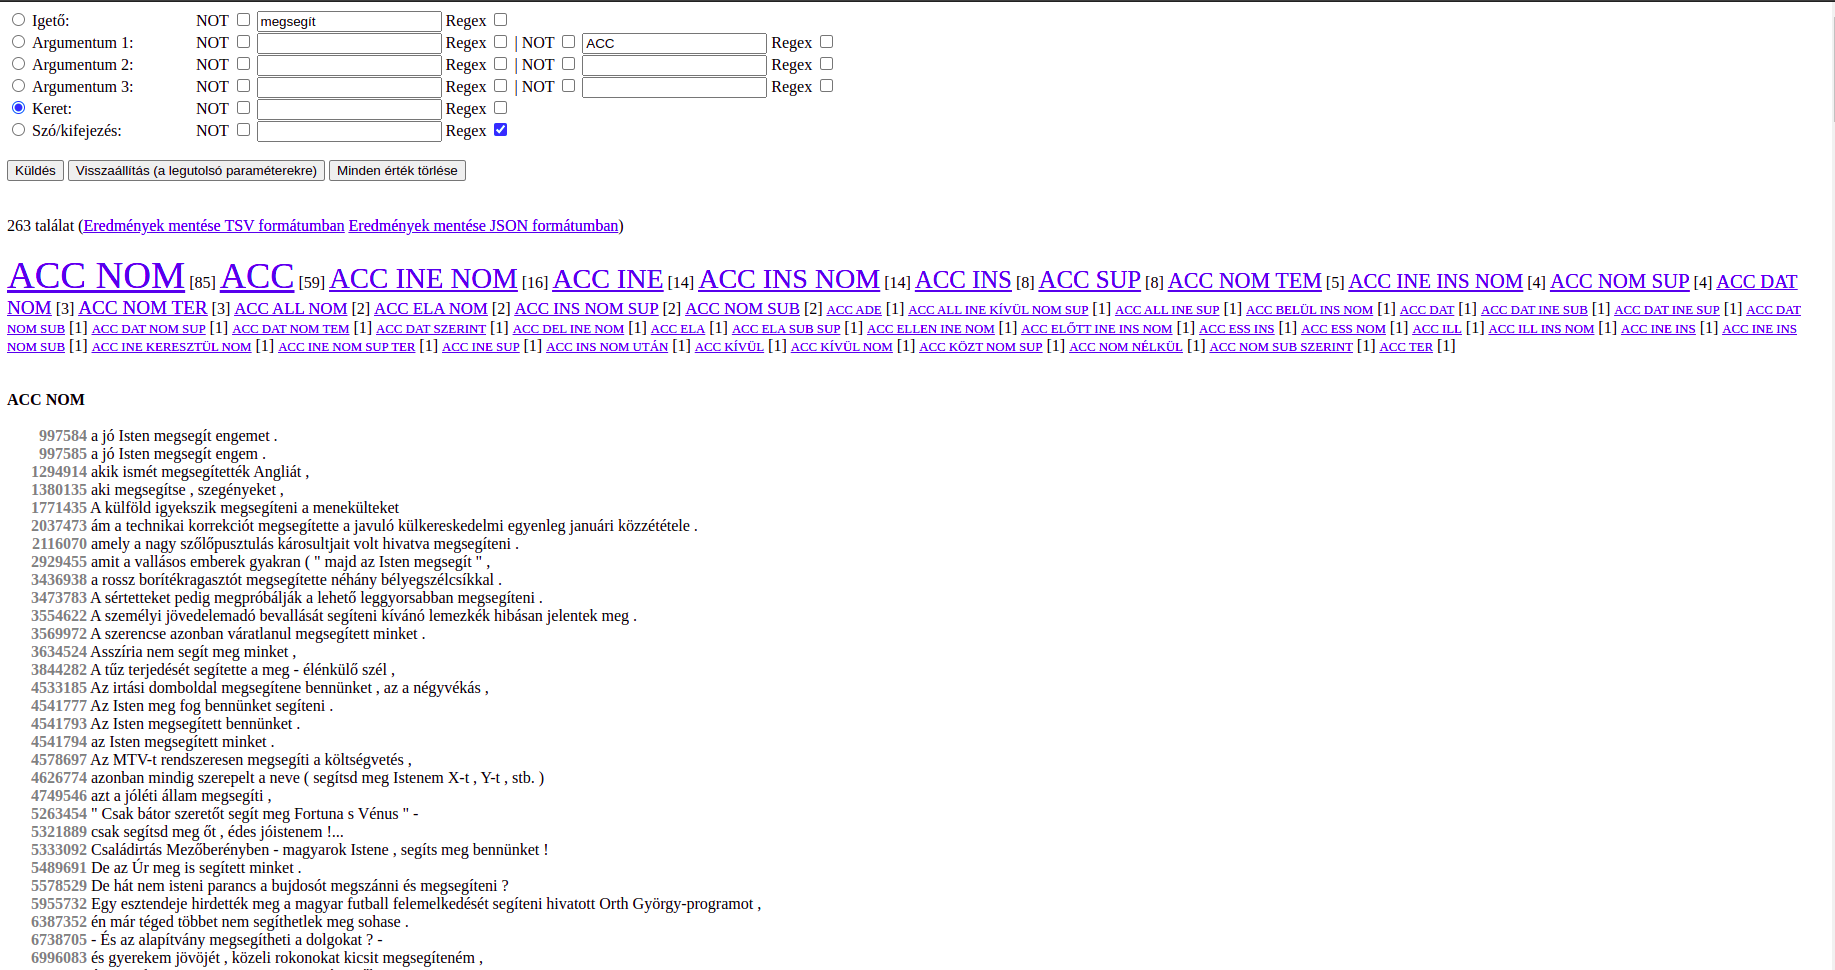 Igető: NOT megsegít Regex
Argumentum 1: NOT Regex | NOT ACC Regex
Argumentum 2: NOT Regex | NOT Regex
Argumentum 3: NOT Regex | NOT Regex
Keret: NOT Regex
Szó/kifejezés: NOT Regex
Küldés Visszaállítás (a legutolsó paraméterekre) Minden érték törlése
263 találat (Eredmények mentése TSV formátumban Eredmények mentése JSON formátumban)
ACC NOM [85] ACC [59] ACC INE NOM [16] ACC INE [14] ACC INS NOM [14] ACC INS [8] ACC SUP [8] ACC NOM TEM [5] ACC INE INS NOM [4] ACC NOM SUP [4] ACC DAT
NOM [3] ACC NOM TER [3] ACC ALL NOM [2] ACC ELA NOM [2] ACC INS NOM SUP [2] ACC NOM SUB [2] ACC ADE [1] ACC ALL INE KÍVÜL NOM SUP [1] ACC ALL INE SUP [1] ACC BELÜL INS NOM [1] ACC DAT [1] ACC DAT INE SUB [1] ACC DAT INE SUP [1] ACC DAT
NOM SUB [1] ACC DAT NOM SUP [1] ACC DAT NOM TEM [1] ACC DAT SZERINT [1] ACC DEL INE NOM [1] ACC ELA [1] ACC ELA SUB SUP [1] ACC ELLEN INE NOM [1] ACC ELŐTT INE INS NOM [1] ACC ESS INS [1] ACC ESS NOM [1] ACC ILL [1] ACC ILL INS NOM [1] ACC INE INS [1] ACC INE INS
NOM SUB [1] ACC INE KERESZTÜL NOM [1] ACC INE NOM SUP TER [1] ACC INE SUP [1] ACC INS NOM UTÁN [1] ACC KÍVÜL [1] ACC KÍVÜL NOM [1] ACC KÖZT NOM SUP [1] ACC NOM NÉLKÜL [1] ACC NOM SUB SZERINT [1] ACC TER [1]
ACC NOM
997584 a jó Isten megsegít engemet .
997585 a jó Isten megsegít engem .
1294914 akik ismét megsegítették Angliát ,
1380135 aki megsegítse , szegényeket ,
1771435 A külföld igyekszik megsegíteni a menekülteket
2037473 ám a technikai korrekciót megsegítette a javuló külkereskedelmi egyenleg januári közzététele .
2116070 amely a nagy szőlőpusztulás károsultjait volt hivatva megsegíteni .
2929455 amit a vallásos emberek gyakran ( " majd az Isten megsegít " ,
3436938 a rossz borítékragasztót megsegítette néhány bélyegszélcsíkkal .
3473783 A sértetteket pedig megpróbálják a lehető leggyorsabban megsegíteni .
3554622 A személyi jövedelemadó bevallását segíteni kívánó lemezkék hibásan jelentek meg .
3569972 A szerencse azonban váratlanul megsegített minket .
3634524 Asszíria nem segít meg minket ,
3844282 A tűz terjedését segítette a meg - élénkülő szél ,
4533185 Az irtási domboldal megsegítene bennünket , az a négyvékás ,
4541777 Az Isten meg fog bennünket segíteni .
4541793 Az Isten megsegített bennünket .
4541794 az Isten megsegített minket .
4578697 Az MTV-t rendszeresen megsegíti a költségvetés ,
4626774 azonban mindig szerepelt a neve ( segítsd meg Istenem X-t , Y-t , stb. )
4749546 azt a jóléti állam megsegíti ,
5263454 " Csak bátor szeretőt segít meg Fortuna s Vénus " -
5321889 csak segítsd meg őt , édes jóistenem !...
5333092 Családirtás Mezőberényben - magyarok Istene , segíts meg bennünket !
5489691 De az Úr meg is segített minket .
5578529 De hát nem isteni parancs a bujdosót megszánni és megsegíteni ?
5955732 Egy esztendeje hirdették meg a magyar futball felemelkedését segíteni hivatott Orth György-programot ,
6387352 én már téged többet nem segíthetlek meg sohase .
6738705 - És az alapítvány megsegítheti a dolgokat ? -
6996083 és gyerekem jövöjét , közeli rokonokat kicsit megsegíteném ,